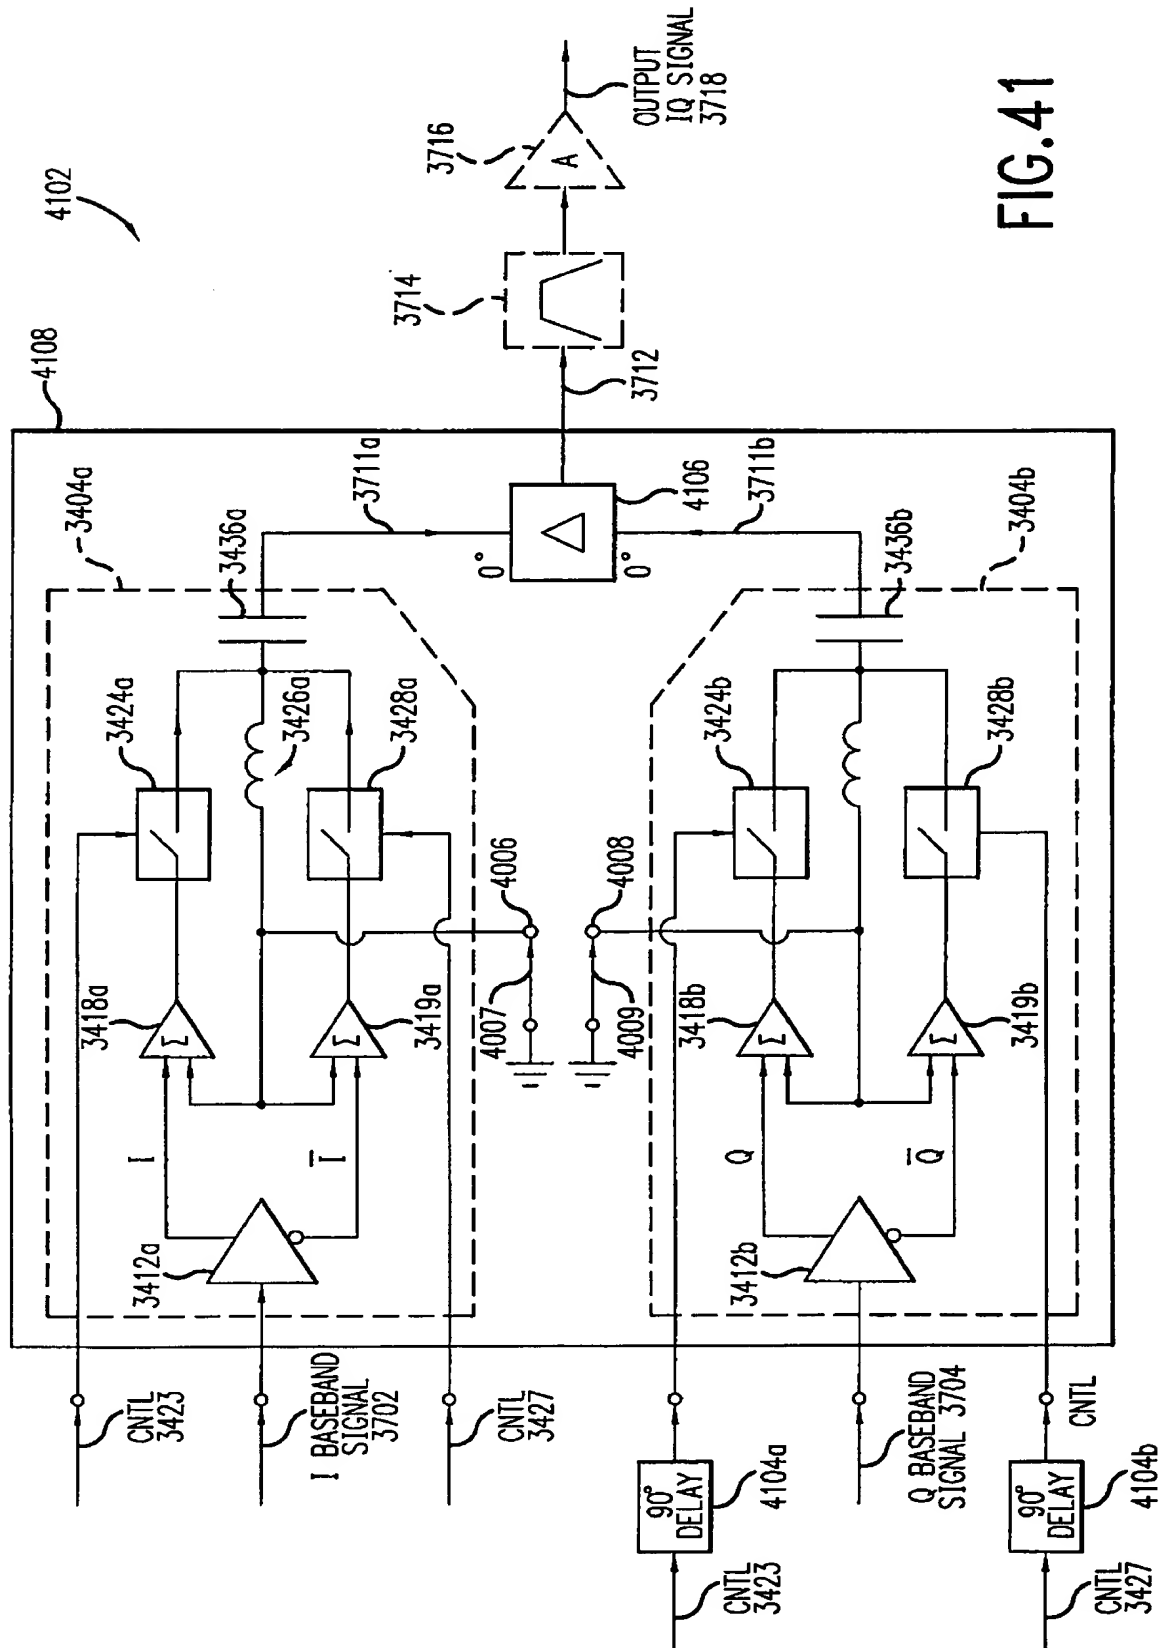 4102
4108
3404a
3424a
3436a
3426a
3428a
3418a
3419a
3412a
I
I̅
Σ
Σ
CNTL
3423
I BASEBAND
SIGNAL
3702
CNTL
3427
4006
4007
4008
4009
3711a
0°
0°
4106
3711b
3712
3714
3716
A
OUTPUT
IQ SIGNAL
3718
3404b
3436b
3424b
3428b
3418b
3419b
3412b
Q
Q̅
Σ
Σ
90°
DELAY
4104a
CNTL
3423
Q BASEBAND
SIGNAL 3704
CNTL
90°
DELAY
4104b
CNTL
3427
FIG.41